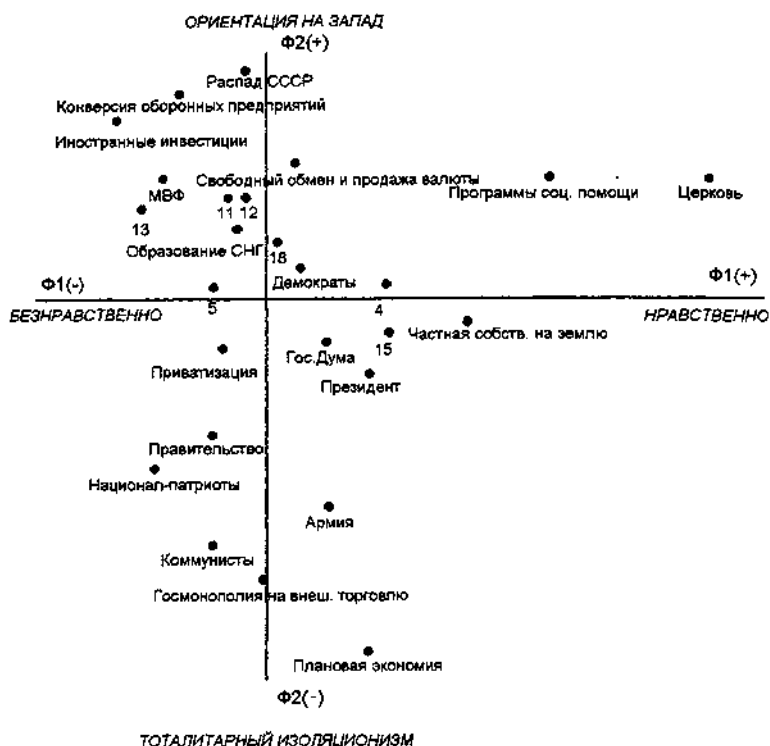 ОРИЕНТАЦИЯ НА ЗАПАД
Ф2(+)
Распад СССР
Конверсия оборонных предприятий
Иностранные инвестиции
Свободный обмен и продажа валюты
МВФ
Программы соц. помощи
Церковь
13
11
12
Образование СНГ
18
Демократы
Ф1(-)
Ф1(+)
5
4
БЕЗНРАВСТВЕННО
НРАВСТВЕННО
Частная собств. на землю
15
Гос.Дума
Приватизация
Президент
Правительство
Национал-патриоты
Армия
Коммунисты
Госмонополия на внеш. торговлю
Плановая экономия
Ф2(-)
ТОТАЛИТАРНЫЙ ИЗОЛЯЦИОНИЗМ